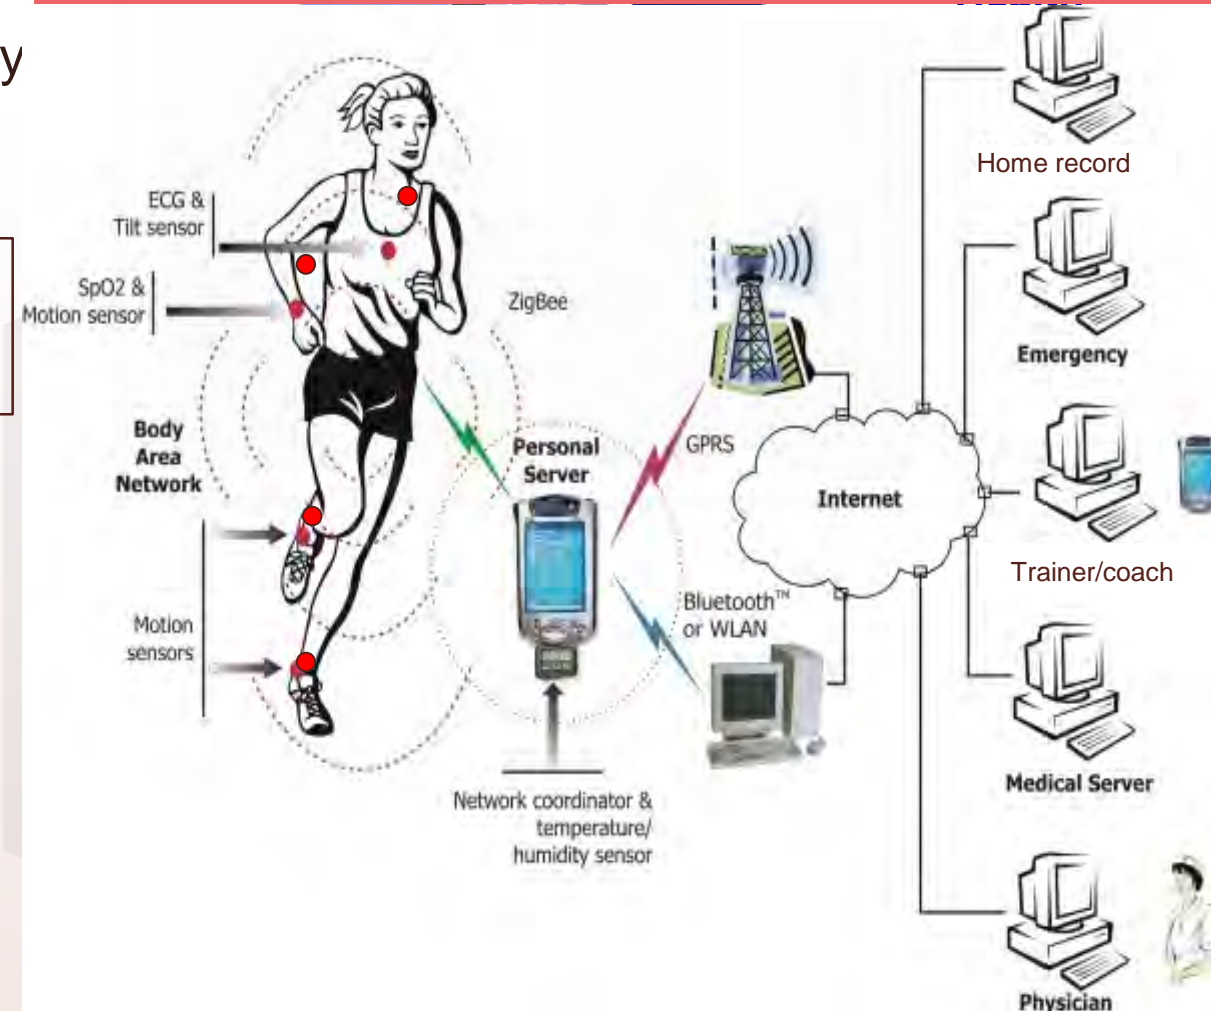 y
ECG &
Tilt sensor
SpO2 &
Motion sensor
ZigBee
Body
Area
Network
Motion
sensors
Personal
Server
Network coordinator &
temperature/
humidity sensor
GPRS
Bluetooth™
or WLAN
Internet
Home record
Emergency
Trainer/coach
Medical Server
Physician